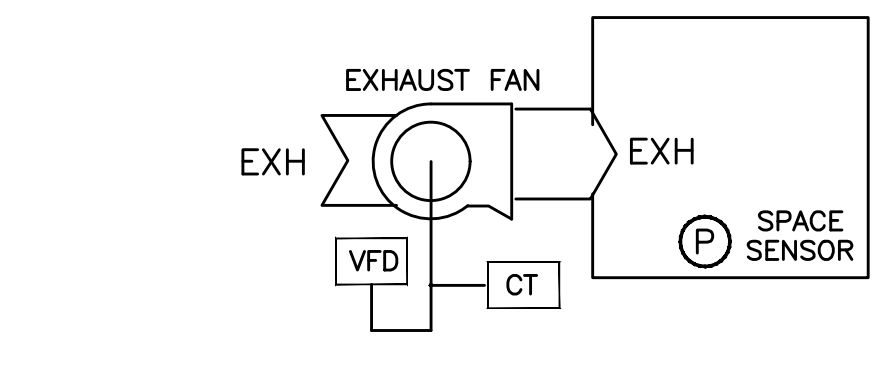 EXHAUST FAN
EXH
EXH
P
SPACE
SENSOR
VFD
CT